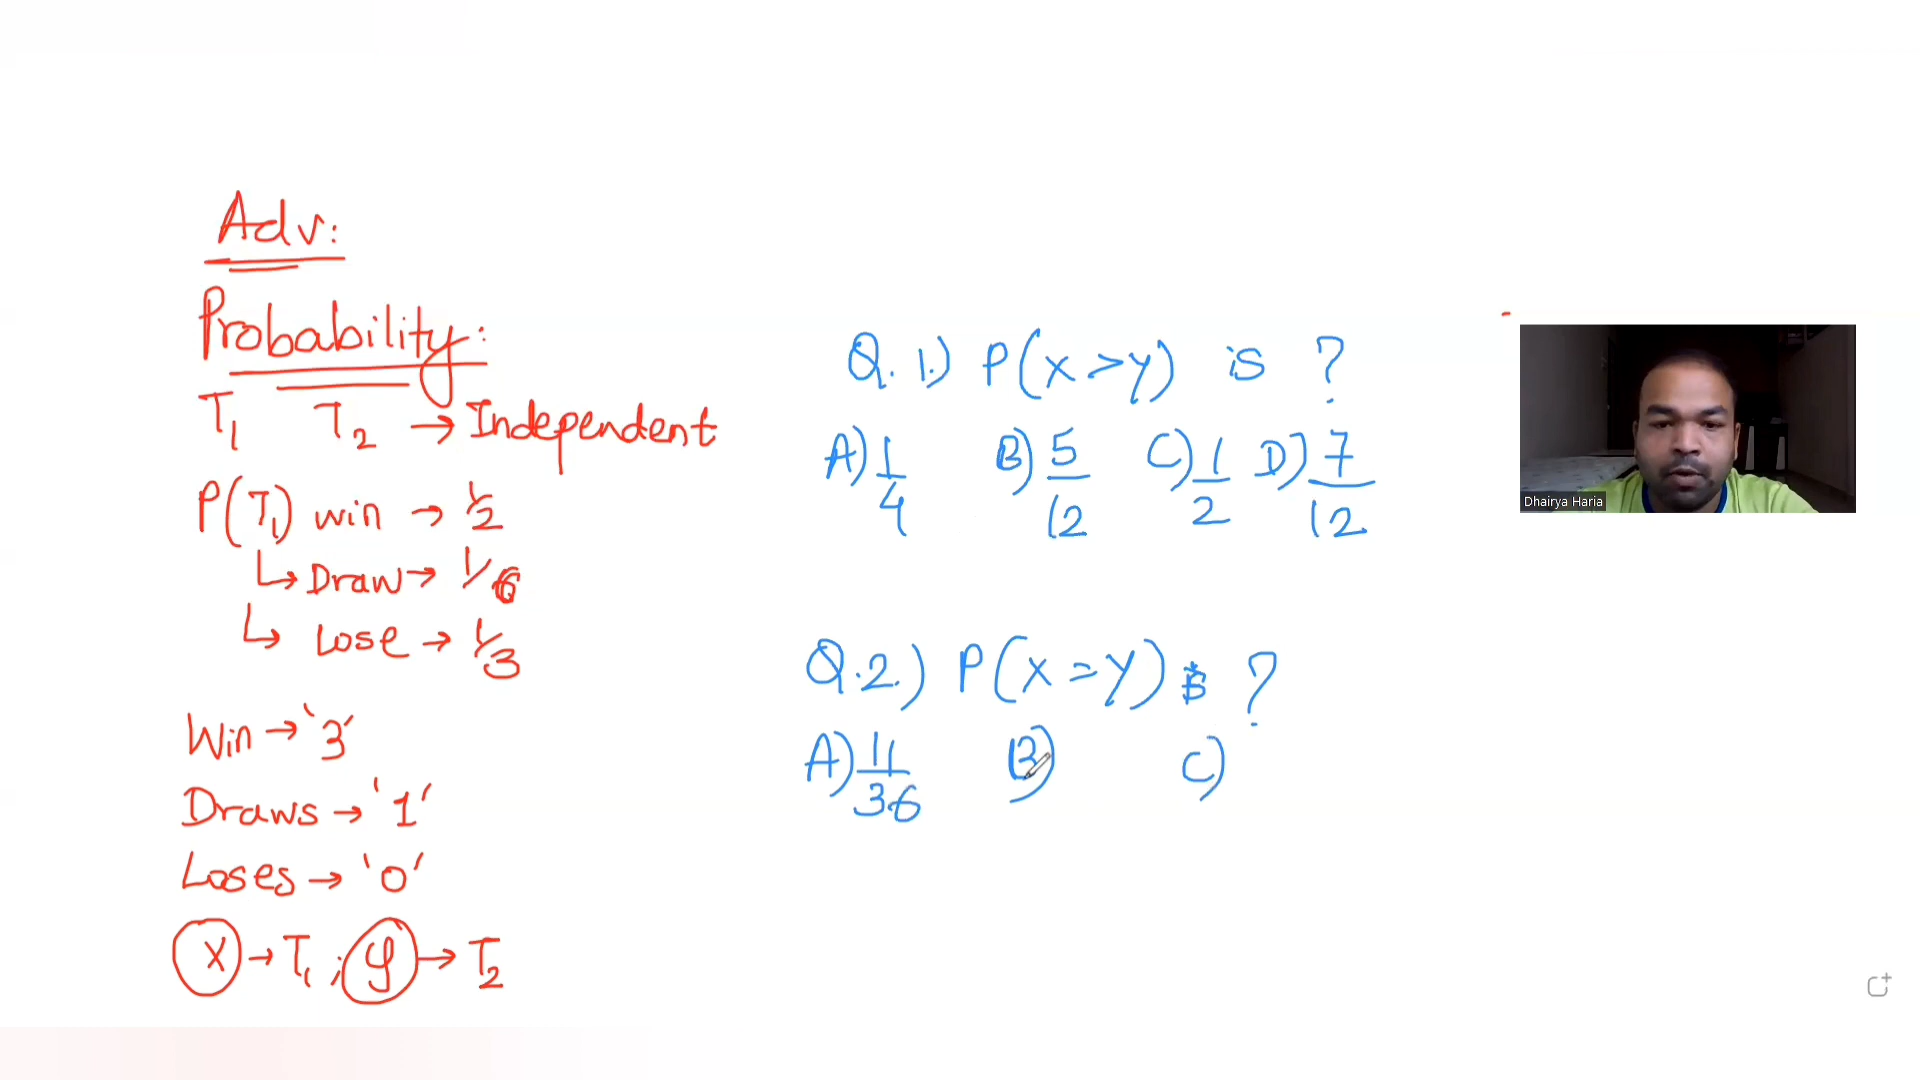 Adv:
Probability:
T1 T2 → Independent
P(T1) win → 1/2
↳ Draw → 1/6
↳ Lose → 1/3
Win → '3'
Draws → '1'
Loses → '0'
X → T1 ; Y → T2
Q.1.) P(X>Y) is ?
A) 1/4 B) 5/12 C) 1/2 D) 7/12
Q.2.) P(X=Y) is ?
A) 11/36 B) C)
Dhairya Haria